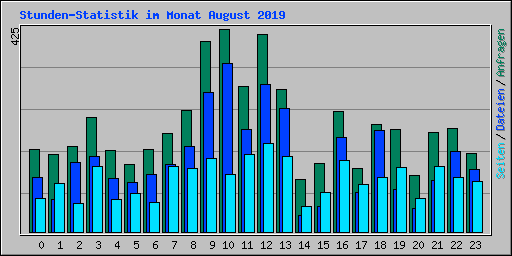 Stunden-Statistik im Monat August 2019
425
Seiten / Dateien / Anfragen
0 1 2 3 4 5 6 7 8 9 10 11 12 13 14 15 16 17 18 19 20 21 22 23